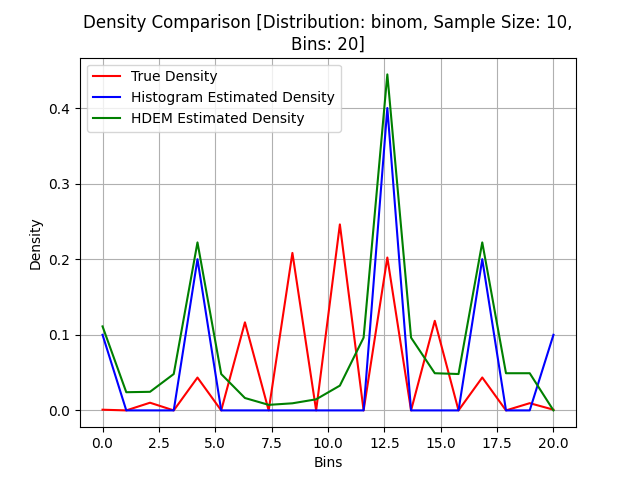 Density Comparison [Distribution: binom, Sample Size: 10,
Bins: 20]
True Density
Histogram Estimated Density
HDEM Estimated Density
Density
0.4
0.3
0.2
0.1
0.0
0.0 2.5 5.0 7.5 10.0 12.5 15.0 17.5 20.0
Bins